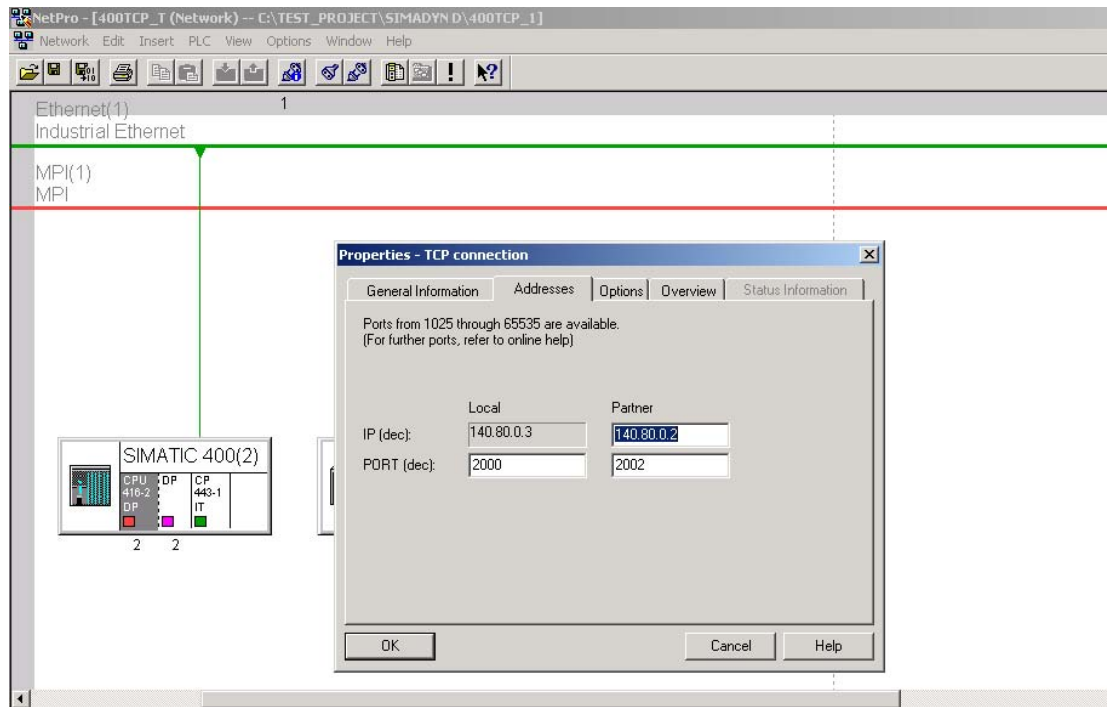 NetPro - [400TCP_T (Network) -- C:\TEST_PROJECT\SIMADYN D\400TCP_1]
Network Edit Insert PLC View Options Window Help
1
Ethernet(1)
Industrial Ethernet
MPI(1)
MPI
Properties - TCP connection
General Information Addresses Options Overview Status Information
Ports from 1025 through 65535 are available.
(For further ports, refer to online help)
Local Partner
IP (dec): 140.80.0.3 140.80.0.2
PORT (dec): 2000 2002
OK Cancel Help
SIMATIC 400(2)
CPU DP CP
416-2 443-1
DP IT
2 2